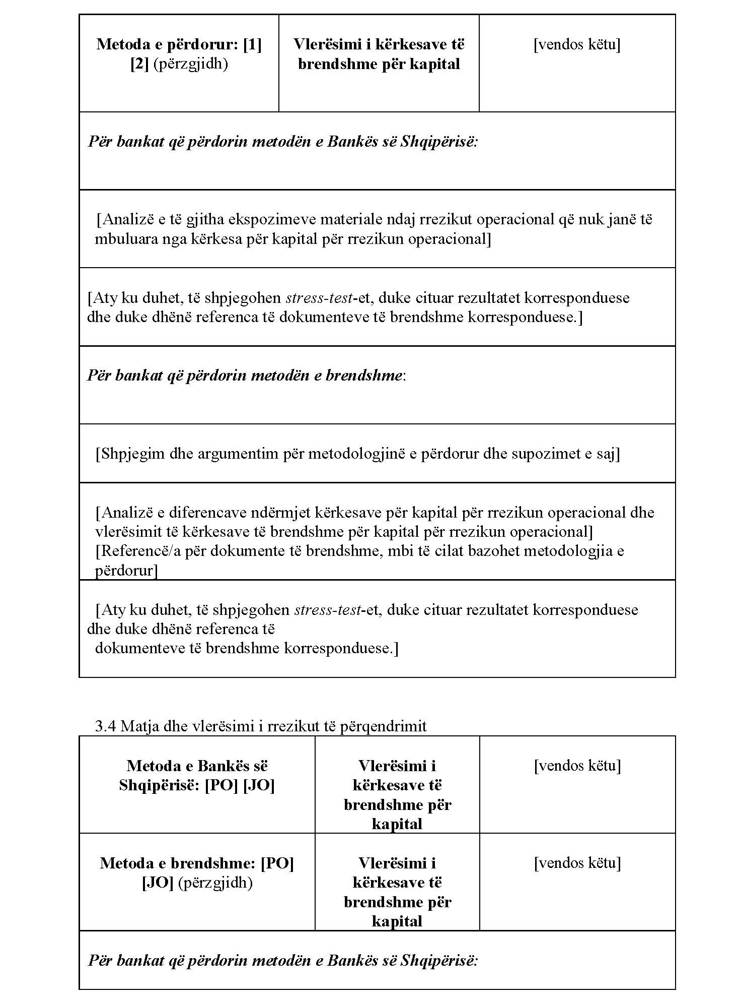 Metoda e përdorur: [1]
[2] (përzgjidh)
Vlerësimi i kërkesave të
brendshme për kapital
[vendos këtu]
Për bankat që përdorin metodën e Bankës së Shqipërisë:
[Analizë e të gjitha ekspozimeve materiale ndaj rrezikut operacional që nuk janë të
mbuluara nga kërkesa për kapital për rrezikun operacional]
[Aty ku duhet, të shpjegohen stress-test-et, duke cituar rezultatet korresponduese
dhe duke dhënë referenca të dokumenteve të brendshme korresponduese.]
Për bankat që përdorin metodën e brendshme:
[Shpjegim dhe argumentim për metodologjinë e përdorur dhe supozimet e saj]
[Analizë e diferencave ndërmjet kërkesave për kapital për rrezikun operacional dhe
vlerësimit të kërkesave të brendshme për kapital për rrezikun operacional]
[Referencë/a për dokumente të brendshme, mbi të cilat bazohet metodologjia e
përdorur]
[Aty ku duhet, të shpjegohen stress-test-et, duke cituar rezultatet korresponduese
dhe duke dhënë referenca të
dokumenteve të brendshme korresponduese.]
3.4 Matja dhe vlerësimi i rrezikut të përqendrimit
Metoda e Bankës së
Shqipërisë: [PO] [JO]
Vlerësimi i
kërkesave të
brendshme për
kapital
[vendos këtu]
Metoda e brendshme: [PO]
[JO] (përzgjidh)
Vlerësimi i
kërkesave të
brendshme për
kapital
[vendos këtu]
Për bankat që përdorin metodën e Bankës së Shqipërisë: